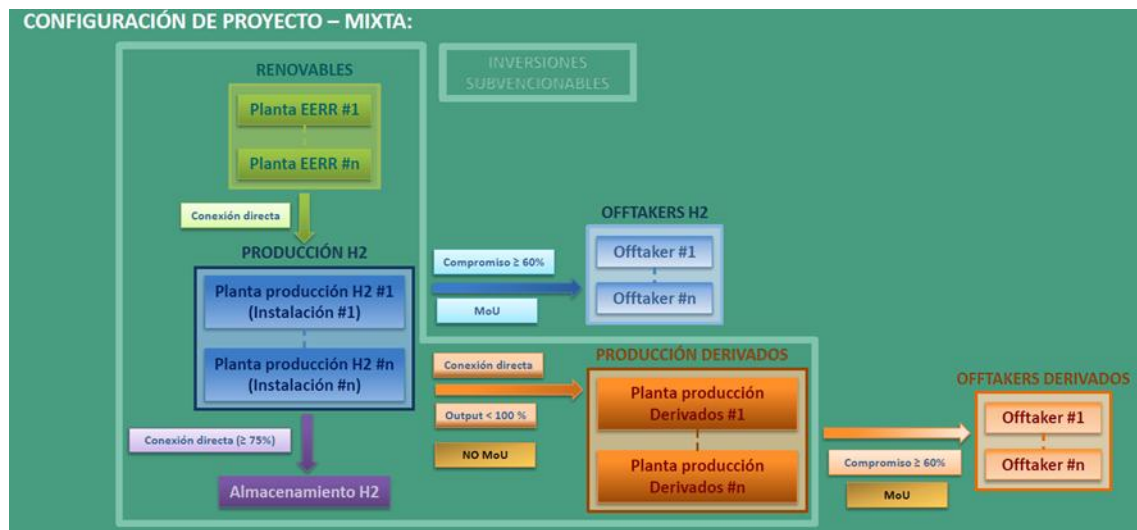 CONFIGURACIÓN DE PROYECTO – MIXTA:
INVERSIONES
SUBVENCIONABLES
RENOVABLES
Planta EERR #1
Planta EERR #n
Conexión directa
PRODUCCIÓN H2
Planta producción H2 #1
(Instalación #1)
Planta producción H2 #n
(Instalación #n)
Conexión directa (≥ 75%)
Almacenamiento H2
Compromiso ≥ 60%
MoU
OFFTAKERS H2
Offtaker #1
Offtaker #n
Conexión directa
Output < 100 %
NO MoU
PRODUCCIÓN DERIVADOS
Planta producción
Derivados #1
Planta producción
Derivados #n
Compromiso ≥ 60%
MoU
OFFTAKERS DERIVADOS
Offtaker #1
Offtaker #n